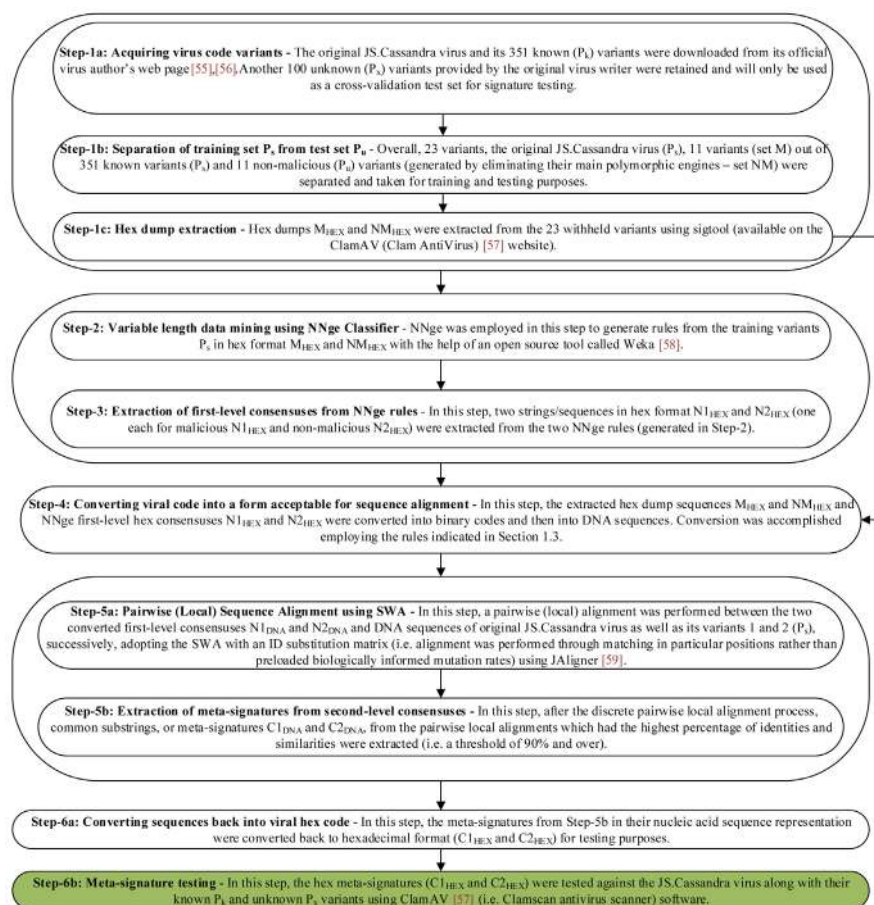 Step-1a: Acquiring virus code variants - The original JS.Cassandra virus and its 351 known (Pk) variants were downloaded from its official
virus author's web page[55],[56].Another 100 unknown (Ps) variants provided by the original virus writer were retained and will only be used
as a cross-validation test set for signature testing.
Step-1b: Separation of training set Ps from test set Pu - Overall, 23 variants, the original JS.Cassandra virus (Ps), 11 variants (set M) out of
351 known variants (Ps) and 11 non-malicious (Pu) variants (generated by eliminating their main polymorphic engines – set NM) were
separated and taken for training and testing purposes.
Step-1c: Hex dump extraction - Hex dumps MHEX and NMHEX were extracted from the 23 withheld variants using sigtool (available on the
ClamAV (Clam AntiVirus) [57] website).
Step-2: Variable length data mining using NNge Classifier - NNge was employed in this step to generate rules from the training variants
Ps in hex format MHEX and NMHEX with the help of an open source tool called Weka [58].
Step-3: Extraction of first-level consensuses from NNge rules - In this step, two strings/sequences in hex format N1HEX and N2HEX (one
each for malicious N1HEX and non-malicious N2HEX) were extracted from the two NNge rules (generated in Step-2).
Step-4: Converting viral code into a form acceptable for sequence alignment - In this step, the extracted hex dump sequences MHEX and NMHEX and
NNge first-level hex consensuses N1HEX and N2HEX were converted into binary codes and then into DNA sequences. Conversion was accomplished
employing the rules indicated in Section 1.3.
Step-5a: Pairwise (Local) Sequence Alignment using SWA - In this step, a pairwise (local) alignment was performed between the two
converted first-level consensuses N1DNA and N2DNA and DNA sequences of original JS.Cassandra virus as well as its variants 1 and 2 (Ps),
successively, adopting the SWA with an ID substitution matrix (i.e. alignment was performed through matching in particular positions rather than
preloaded biologically informed mutation rates) using JAligner [59].
Step-5b: Extraction of meta-signatures from second-level consensuses - In this step, after the discrete pairwise local alignment process,
common substrings, or meta-signatures C1DNA and C2DNA, from the pairwise local alignments which had the highest percentage of identities and
similarities were extracted (i.e. a threshold of 90% and over).
Step-6a: Converting sequences back into viral hex code - In this step, the meta-signatures from Step-5b in their nucleic acid sequence representation
were converted back to hexadecimal format (C1HEX and C2HEX) for testing purposes.
Step-6b: Meta-signature testing - In this step, the hex meta-signatures (C1HEX and C2HEX) were tested against the JS.Cassandra virus along with their
known Pk and unknown Ps variants using ClamAV [57] (i.e. Clamscan antivirus scanner) software.